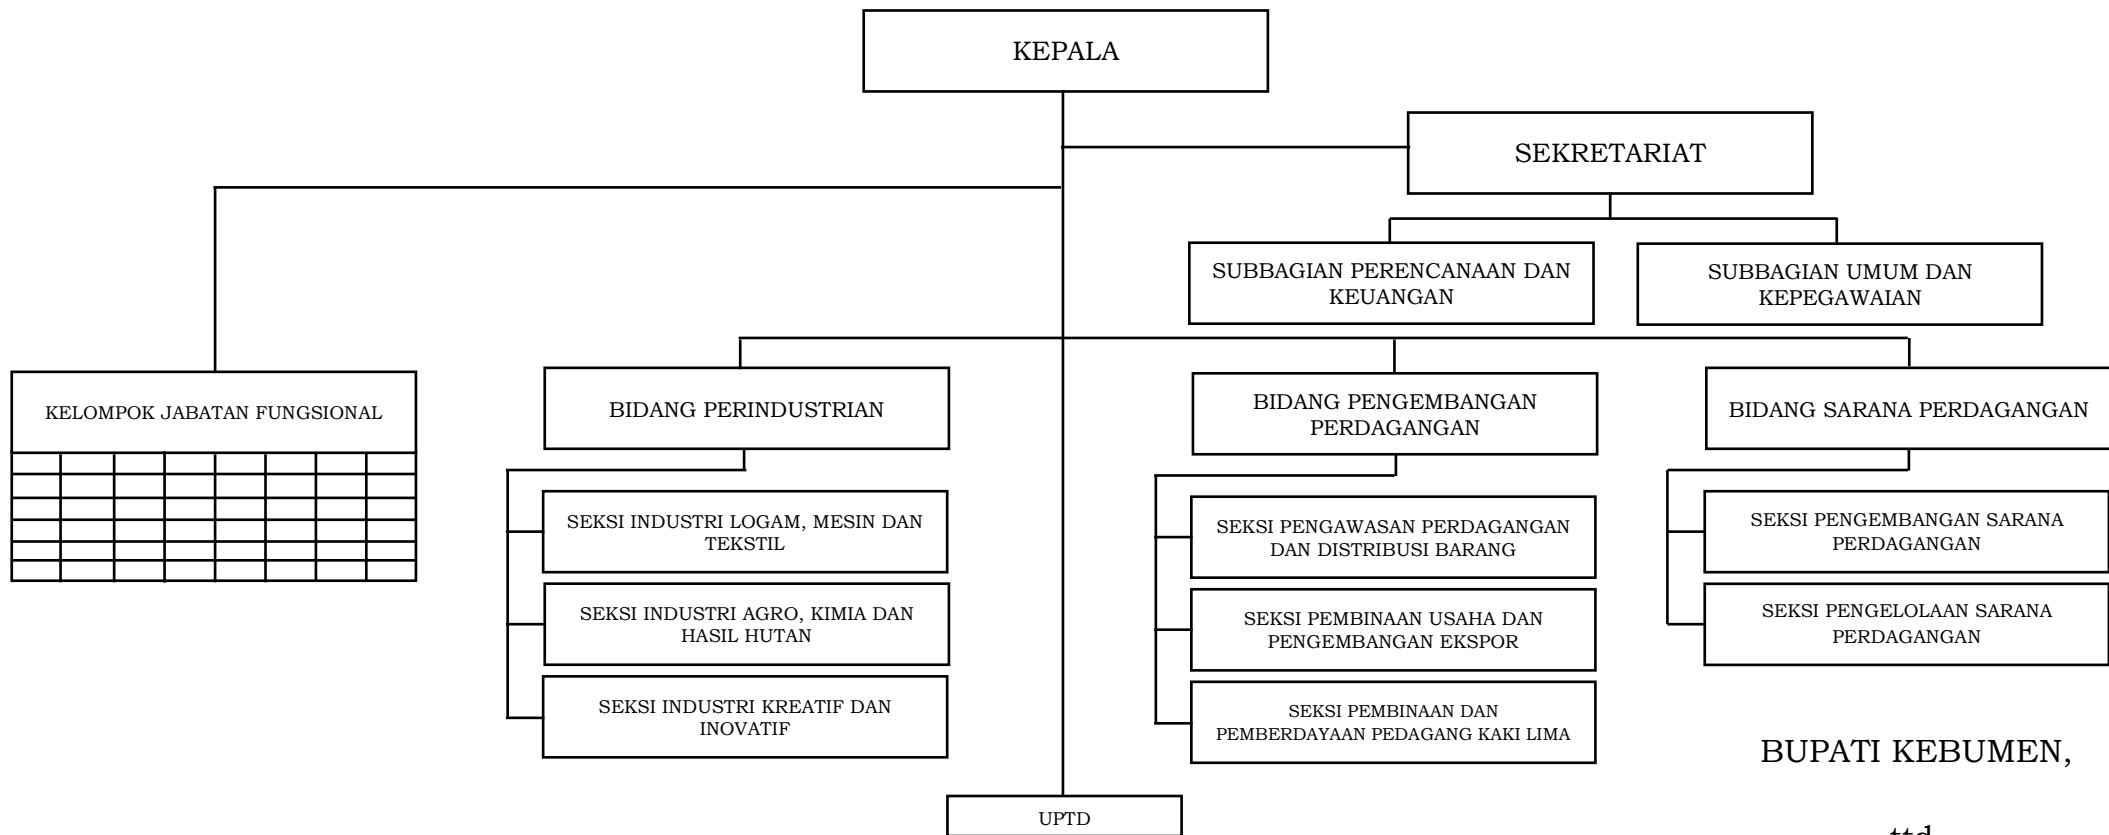 KEPALA
SEKRETARIAT
SUBBAGIAN PERENCANAAN DAN
KEUANGAN
SUBBAGIAN UMUM DAN
KEPEGAWAIAN
KELOMPOK JABATAN FUNGSIONAL
BIDANG PERINDUSTRIAN
BIDANG PENGEMBANGAN
PERDAGANGAN
BIDANG SARANA PERDAGANGAN
SEKSI INDUSTRI LOGAM, MESIN DAN
TEKSTIL
SEKSI INDUSTRI AGRO, KIMIA DAN
HASIL HUTAN
SEKSI INDUSTRI KREATIF DAN
INOVATIF
SEKSI PENGAWASAN PERDAGANGAN
DAN DISTRIBUSI BARANG
SEKSI PEMBINAAN USAHA DAN
PENGEMBANGAN EKSPOR
SEKSI PEMBINAAN DAN
PEMBERDAYAAN PEDAGANG KAKI LIMA
SEKSI PENGEMBANGAN SARANA
PERDAGANGAN
SEKSI PENGELOLAAN SARANA
PERDAGANGAN
UPTD
BUPATI KEBUMEN,
ttd